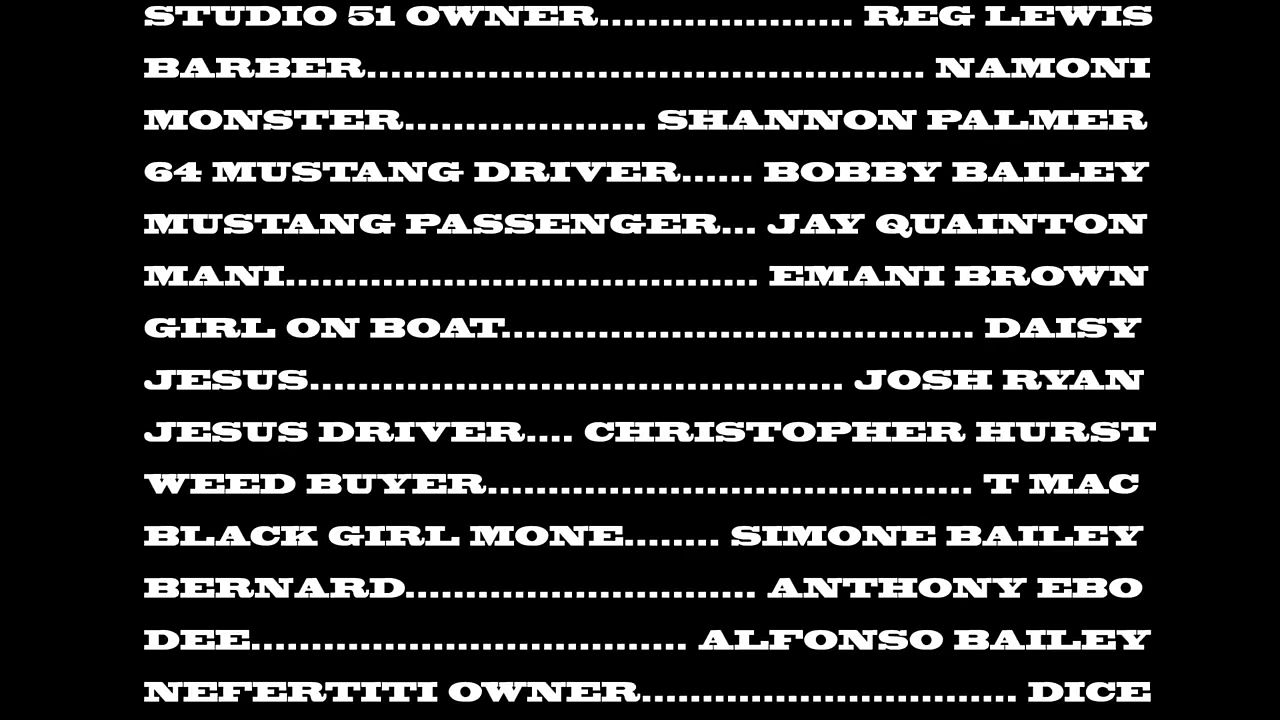 STUDIO 51 OWNER..................... REG LEWIS
BARBER.............................................. NAMONI
MONSTER.................... SHANNON PALMER
64 MUSTANG DRIVER...... BOBBY BAILEY
MUSTANG PASSENGER... JAY QUAINTON
MANI....................................... EMANI BROWN
GIRL ON BOAT....................................... DAISY
JESUS............................................ JOSH RYAN
JESUS DRIVER.... CHRISTOPHER HURST
WEED BUYER........................................ T MAC
BLACK GIRL MONE........ SIMONE BAILEY
BERNARD............................. ANTHONY EBO
DEE.................................... ALFONSO BAILEY
NEFERTITI OWNER............................... DICE